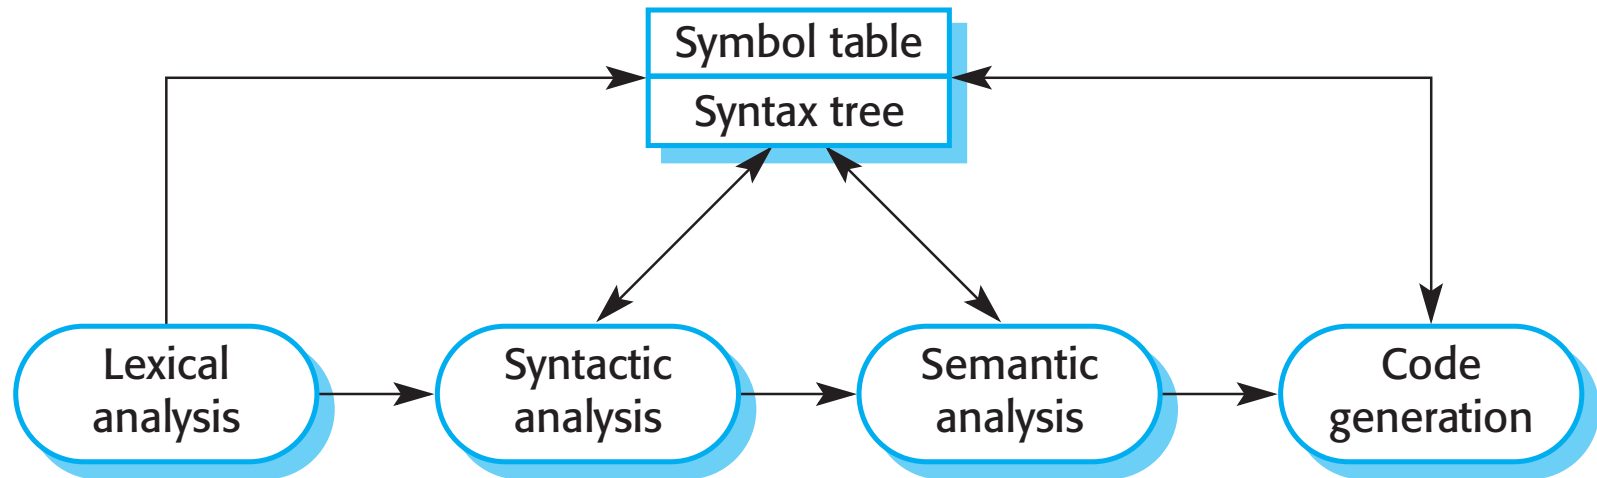 Symbol table
Syntax tree
Lexical
analysis
Syntactic
analysis
Semantic
analysis
Code
generation